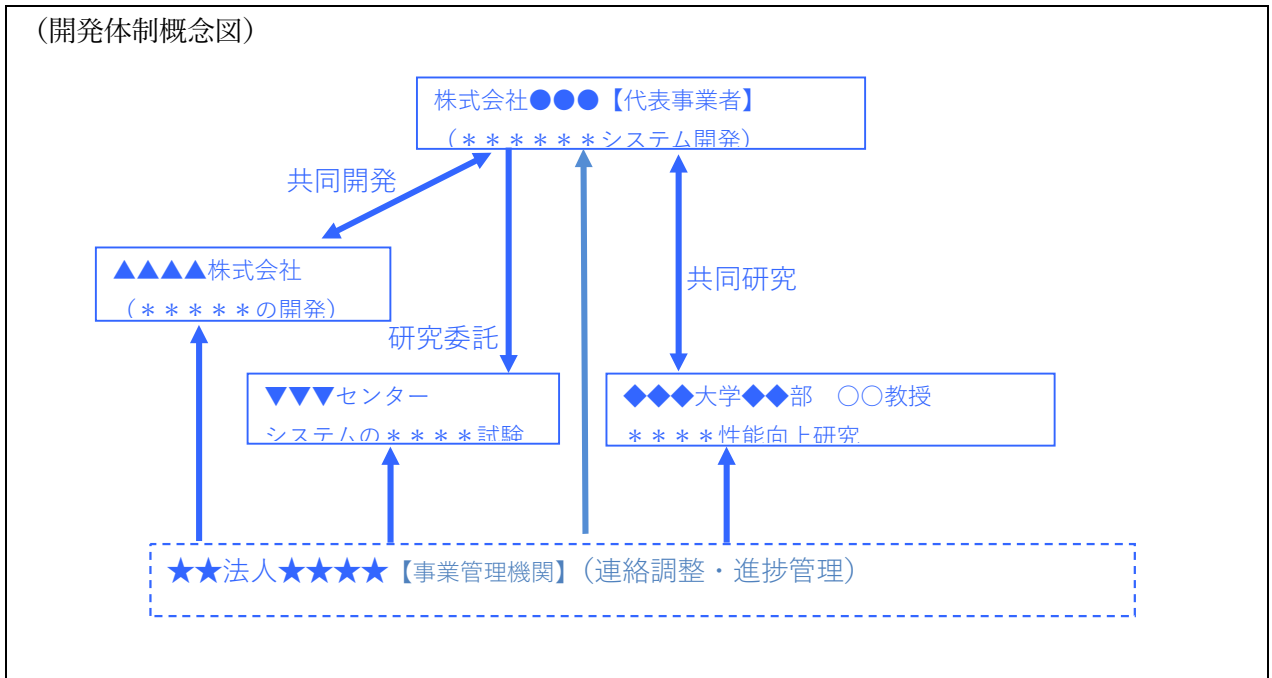 （開発体制概念図）
株式会社●●●【代表事業者】
（＊＊＊＊＊＊システム開発）
共同開発
▲▲▲▲株式会社
（＊＊＊＊＊の開発）
共同研究
研究委託
▼▼▼センター
システムの＊＊＊＊試験
◆◆◆大学◆◆部　〇〇教授
＊＊＊＊性能向上研究
★★法人★★★★【事業管理機関】（連絡調整・進捗管理）